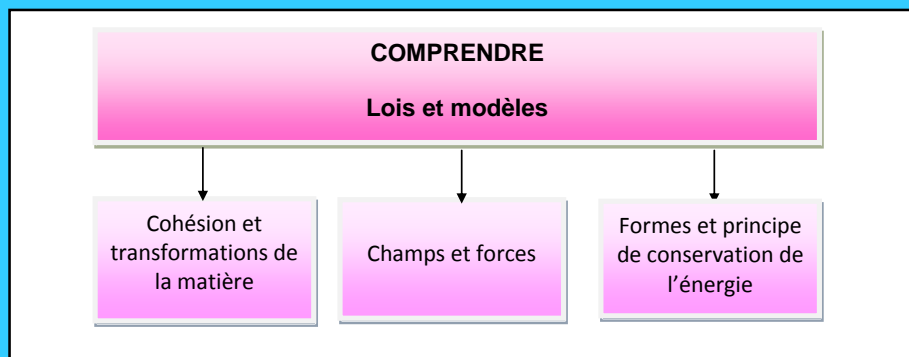 COMPRENDRE
Lois et modèles
Cohésion et
transformations de
la matière
Champs et forces
Formes et principe
de conservation de
l’énergie